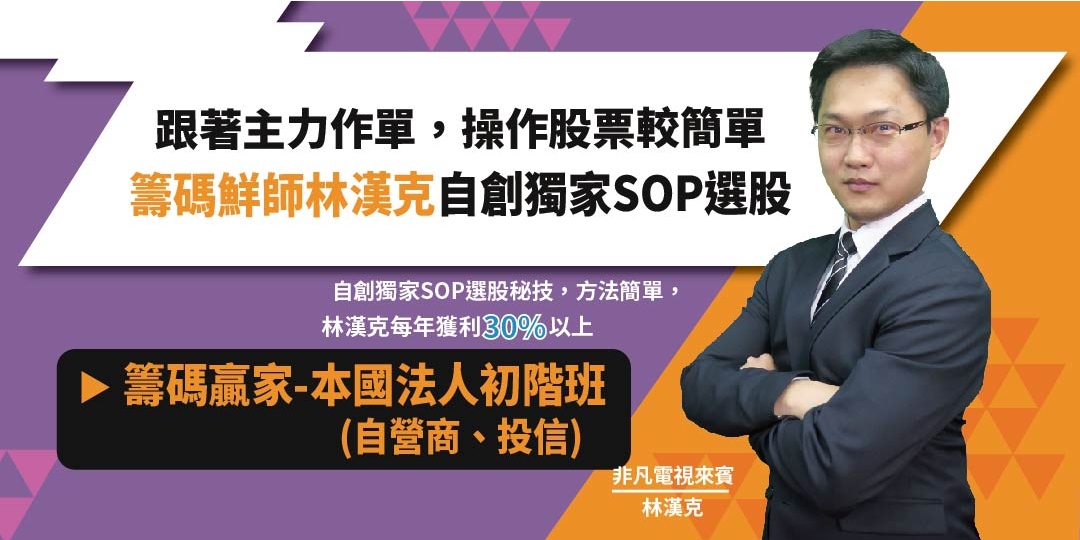 跟著主力作單，操作股票較簡單
籌碼鮮師林漢克自創獨家SOP選股
自創獨家SOP選股秘技，方法簡單，
林漢克每年獲利30%以上
▶ 籌碼贏家-本國法人初階班
(自營商、投信)
非凡電視來賓
林漢克